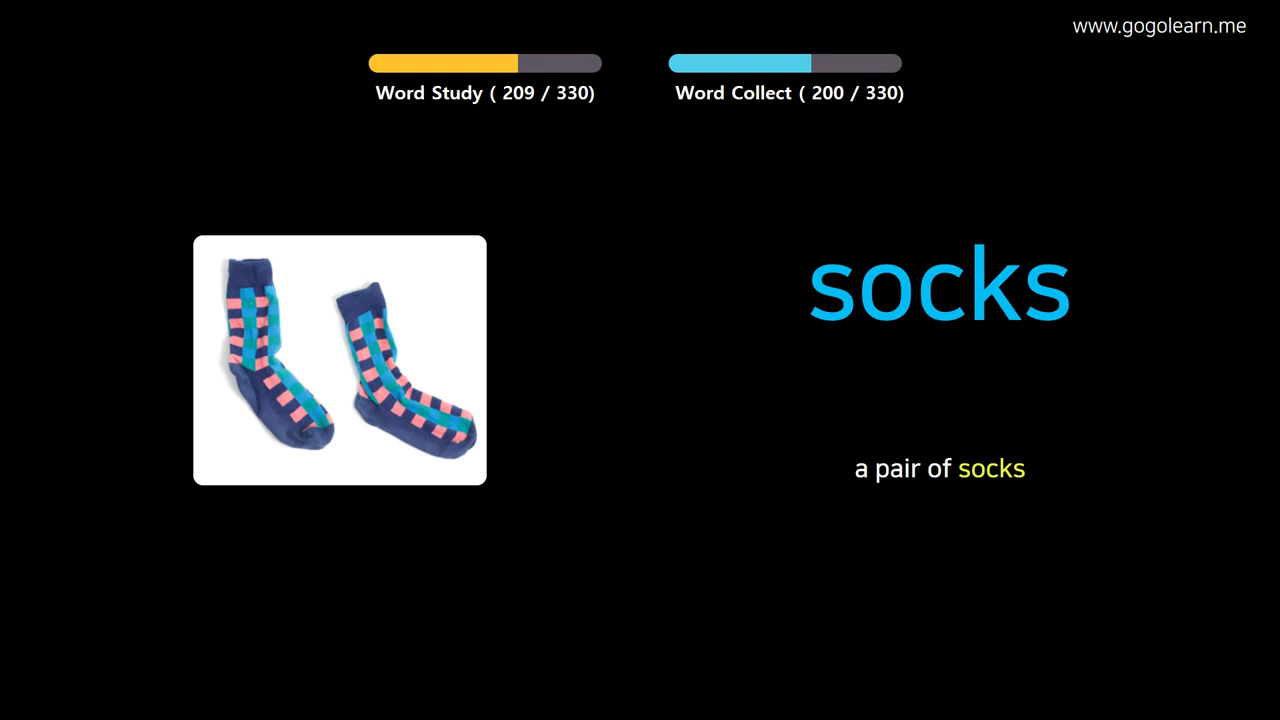 www.gogolearn.me
Word Study ( 209 / 330)
Word Collect ( 200 / 330)
socks
a pair of socks